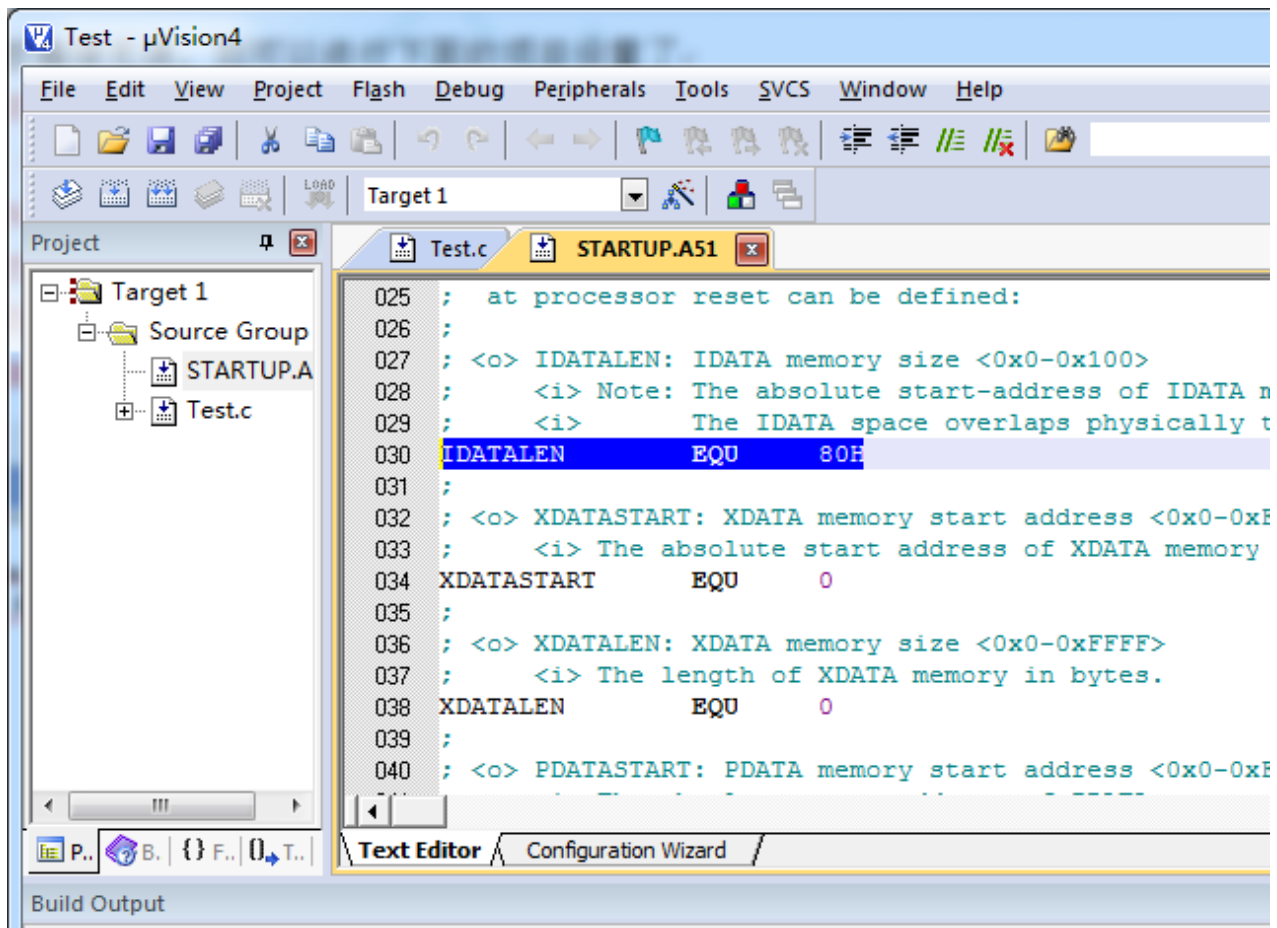 Test - µVision4
File Edit View Project Flash Debug Peripherals Tools SVCS Window Help
LOAD
Target 1
Project
Test.c STARTUP.A51
Target 1
Source Group
STARTUP.A
Test.c
025 ;  at processor reset can be defined:
026 ;
027 ; <o> IDATALEN: IDATA memory size <0x0-0x100>
028 ;     <i> Note: The absolute start-address of IDATA
029 ;     <i>       The IDATA space overlaps physically
030 IDATALEN        EQU     80H
031 ;
032 ; <o> XDATASTART: XDATA memory start address <0x0-0x
033 ;     <i> The absolute start address of XDATA memory
034 XDATASTART      EQU     0
035 ;
036 ; <o> XDATALEN: XDATA memory size <0x0-0xFFFF>
037 ;     <i> The length of XDATA memory in bytes.
038 XDATALEN        EQU     0
039 ;
040 ; <o> PDATASTART: PDATA memory start address <0x0-0x
P.. B. {} F.. 0 T..
Text Editor Configuration Wizard
Build Output